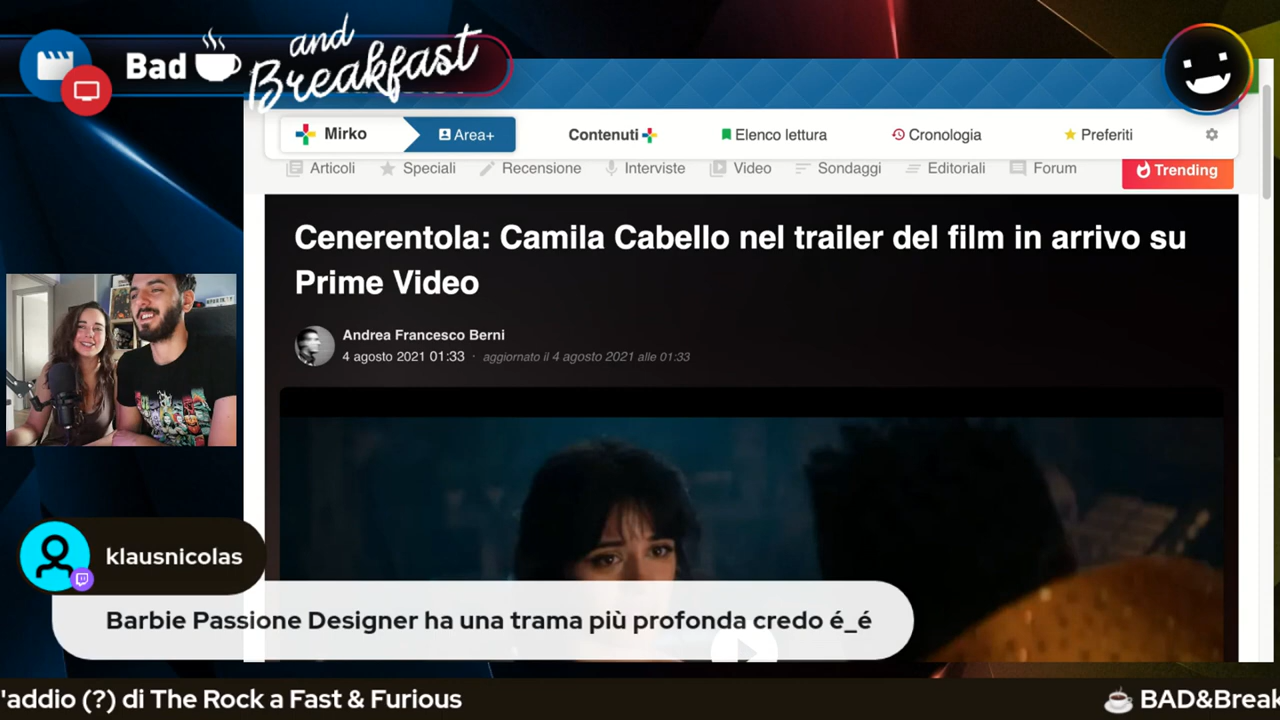 Bad and Breakfast
Mirko
Area+
Contenuti
Elenco lettura
Cronologia
Preferiti
Articoli
Speciali
Recensione
Interviste
Video
Sondaggi
Editoriali
Forum
Trending
Cenerentola: Camila Cabello nel trailer del film in arrivo su
Prime Video
Andrea Francesco Berni
4 agosto 2021 01:33 · aggiornato il 4 agosto 2021 alle 01:33
klausnicolas
Barbie Passione Designer ha una trama più profonda credo é_é
'addio (?) di The Rock a Fast & Furious
BAD&Break